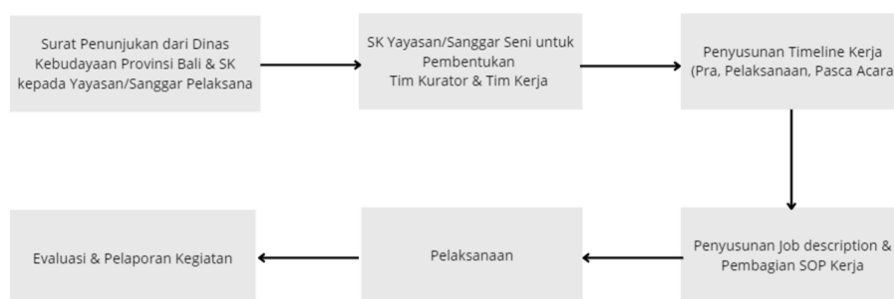 Surat Penunjukan dari Dinas
Kebudayaan Provinsi Bali & SK
kepada Yayasan/Sanggar Pelaksana
SK Yayasan/Sanggar Seni untuk
Pembentukan
Tim Kurator & Tim Kerja
Penyusunan Timeline Kerja
(Pra, Pelaksanaan, Pasca Acara
Penyusunan Job description &
Pembagian SOP Kerja
Pelaksanaan
Evaluasi & Pelaporan Kegiatan